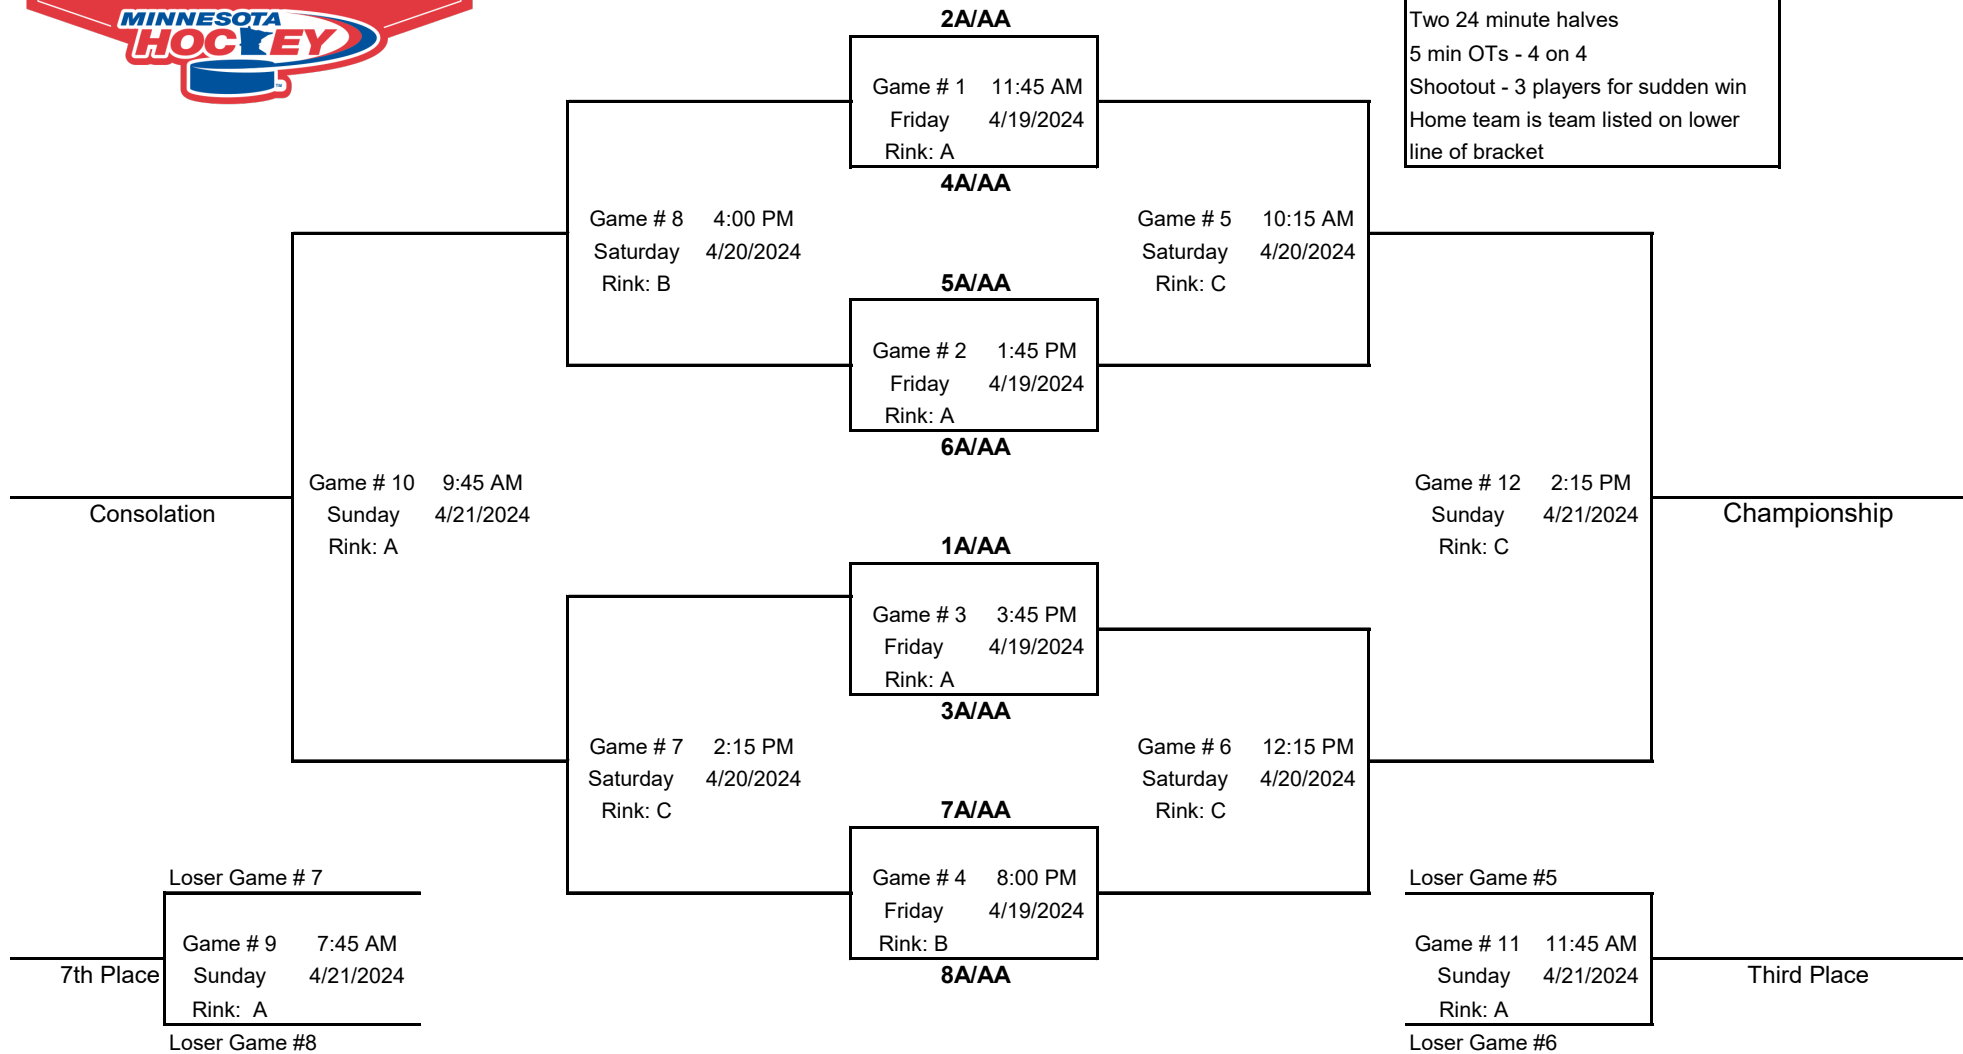 MINNESOTA
HOCKEY
TM
2A/AA
Two 24 minute halves
5 min OTs - 4 on 4
Shootout - 3 players for sudden win
Home team is team listed on lower
line of bracket
Game # 1 11:45 AM
Friday 4/19/2024
Rink: A
4A/AA
Game # 8 4:00 PM
Saturday 4/20/2024
Rink: B
Game # 5 10:15 AM
Saturday 4/20/2024
Rink: C
5A/AA
Game # 2 1:45 PM
Friday 4/19/2024
Rink: A
6A/AA
Game # 10 9:45 AM
Sunday 4/21/2024
Rink: A
Consolation
Game # 12 2:15 PM
Sunday 4/21/2024
Rink: C
Championship
1A/AA
Game # 3 3:45 PM
Friday 4/19/2024
Rink: A
3A/AA
Game # 7 2:15 PM
Saturday 4/20/2024
Rink: C
Game # 6 12:15 PM
Saturday 4/20/2024
Rink: C
7A/AA
Game # 4 8:00 PM
Friday 4/19/2024
Rink: B
8A/AA
Loser Game # 7
Game # 9 7:45 AM
Sunday 4/21/2024
Rink: A
7th Place
Loser Game #8
Loser Game #5
Game # 11 11:45 AM
Sunday 4/21/2024
Rink: A
Third Place
Loser Game #6